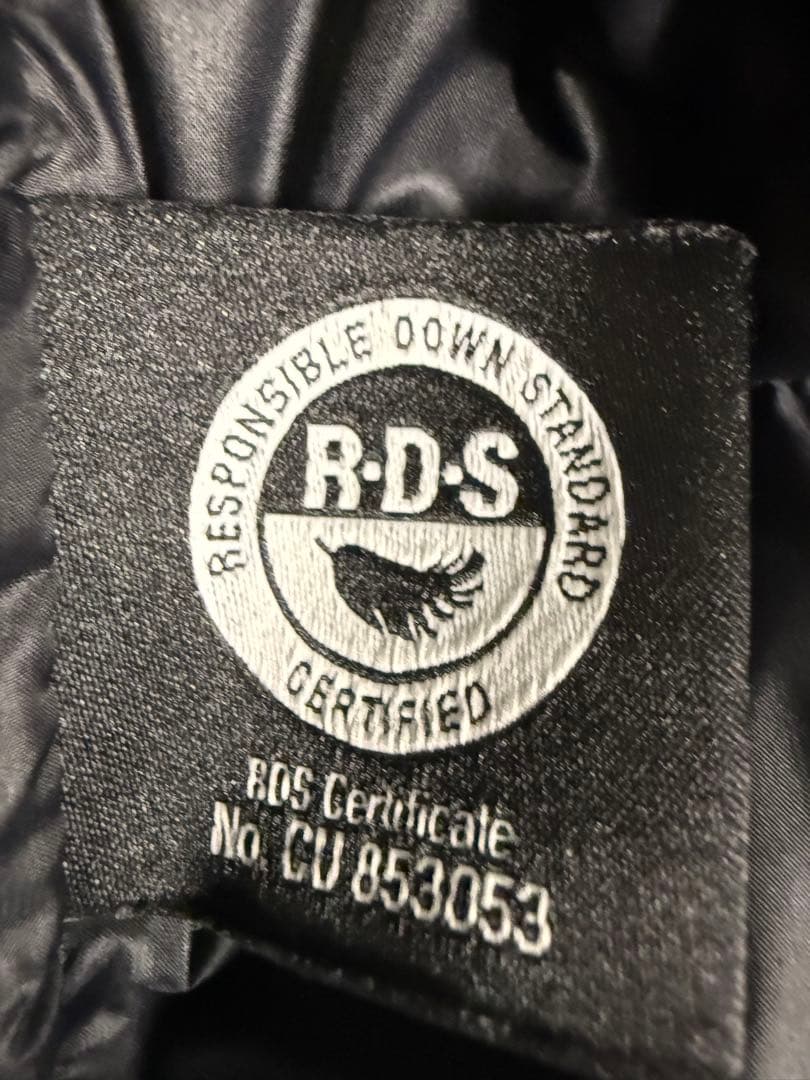 RESPONSIBLE DOWN STANDARD
R·D·S
CERTIFIED
RDS Certificate
No. CU 853053